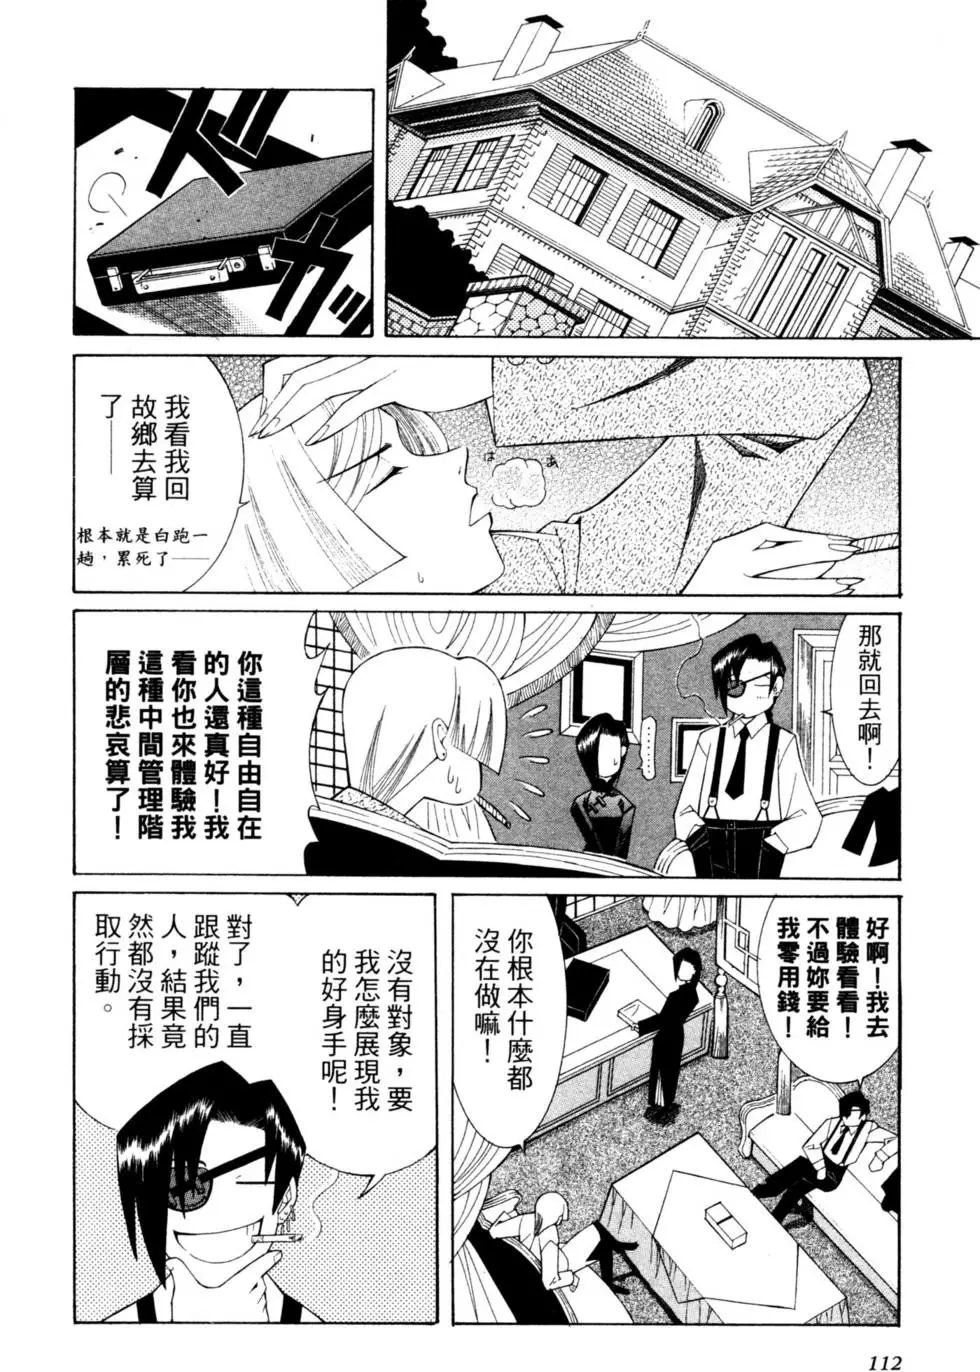 ズ
ガッ
我看我回
故鄉去算
了——
根本就是白跑一
趟，累死了——
は
あ
那就回去啊！
……
你這種自由自在
的人還真好！我
看你也來體驗我
這種中間管理階
層的悲哀算了！
好啊！我去
體驗看看！
不過妳要給
我零用錢！
你根本什麼都
沒在做嘛！
沒有對象，要
我怎麼展現我
的好身手呢！
對了，一直
跟蹤我們的
人，結果竟
然都沒有採
取行動。
112